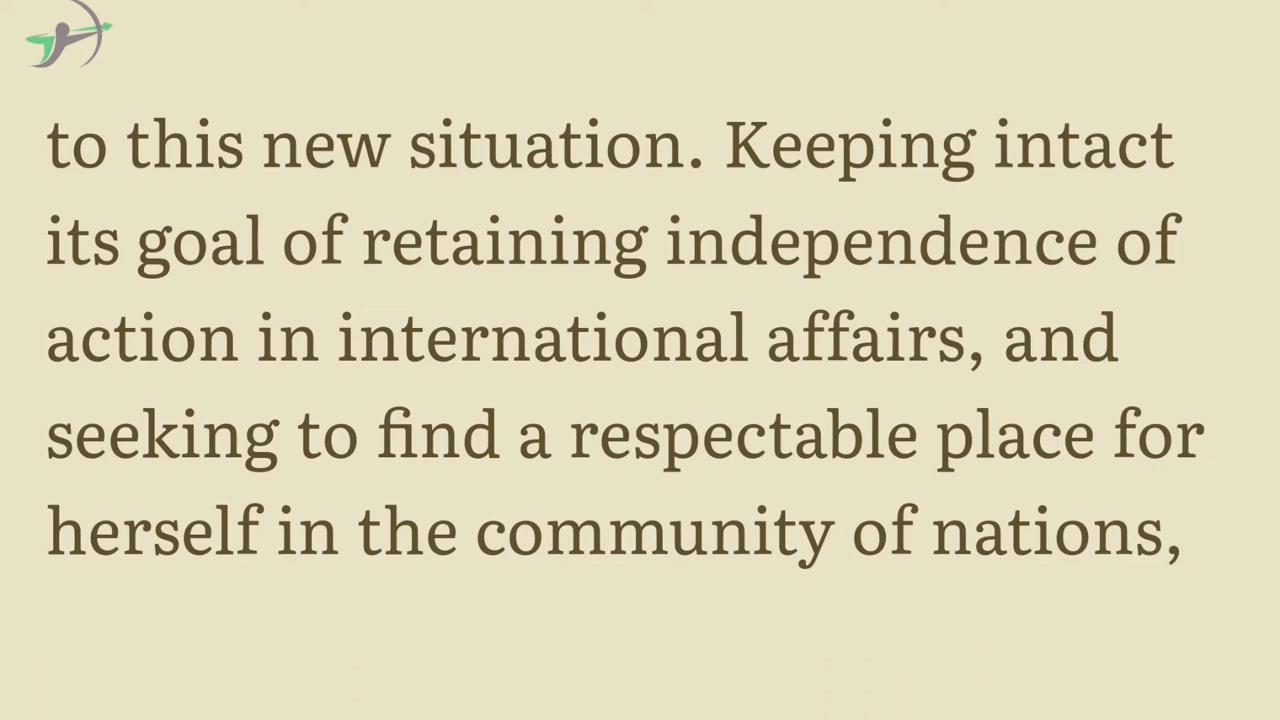 to this new situation. Keeping intact
its goal of retaining independence of
action in international affairs, and
seeking to find a respectable place for
herself in the community of nations,